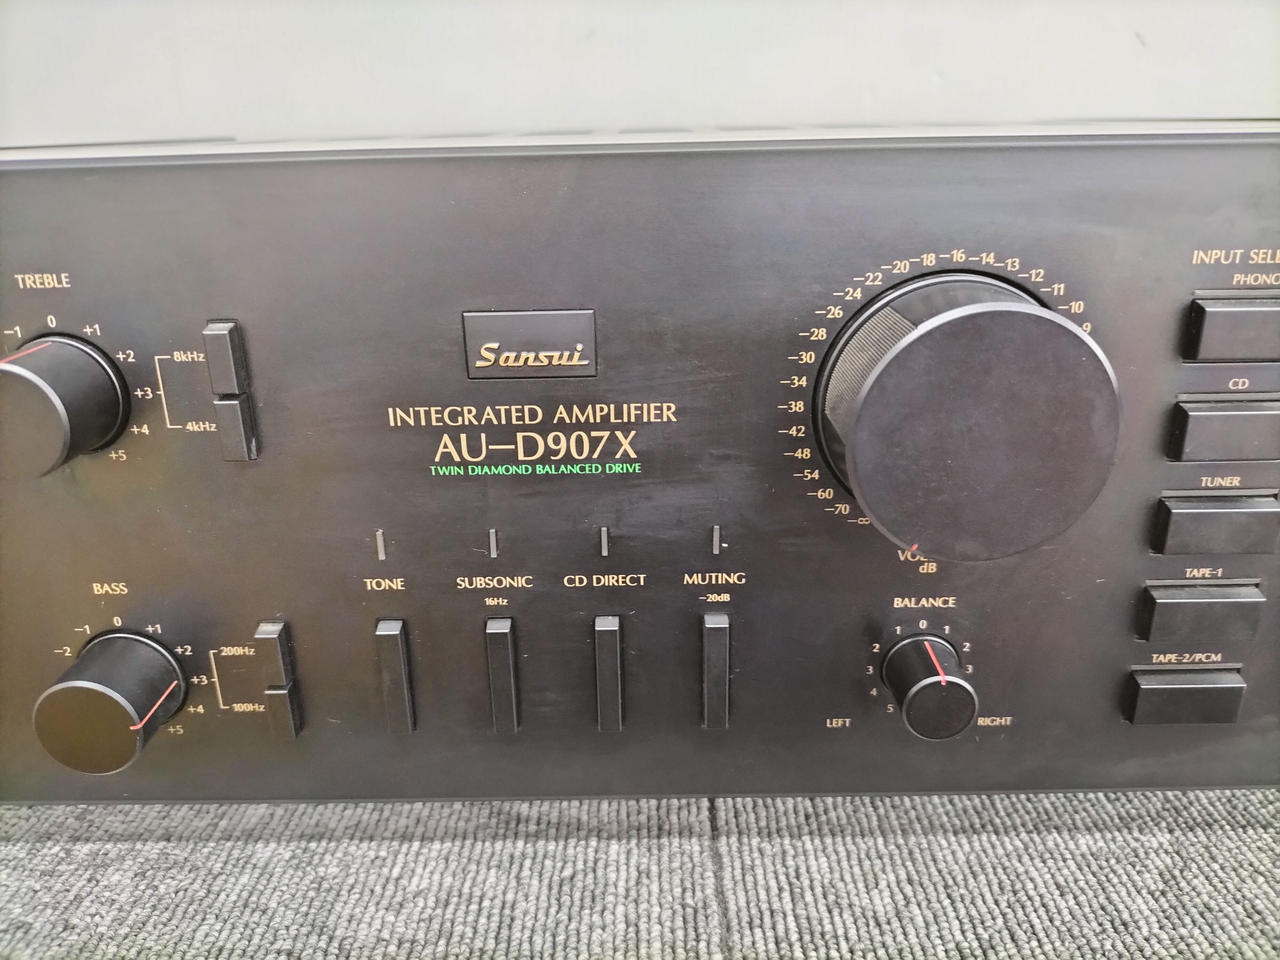 TREBLE
-1 0 +1
+2
+3
+4
+5
8kHz
4kHz
Sansui
INTEGRATED AMPLIFIER
AU-D907X
TWIN DIAMOND BALANCED DRIVE
TONE
SUBSONIC
16Hz
CD DIRECT
MUTING
-20dB
BASS
-2 -1 0 +1 +2
+3
+4
+5
200Hz
100Hz
-∞ -70 -60 -54 -48 -42 -38 -34 -30 -28 -26 -24 -22 -20 -18 -16 -14 -13 -12 -11 -10 9
dB
BALANCE
5 4 3 2 1 0 1 2 3
LEFT
RIGHT
INPUT
PHONO
CD
TUNER
TAPE-1
TAPE-2/PCM